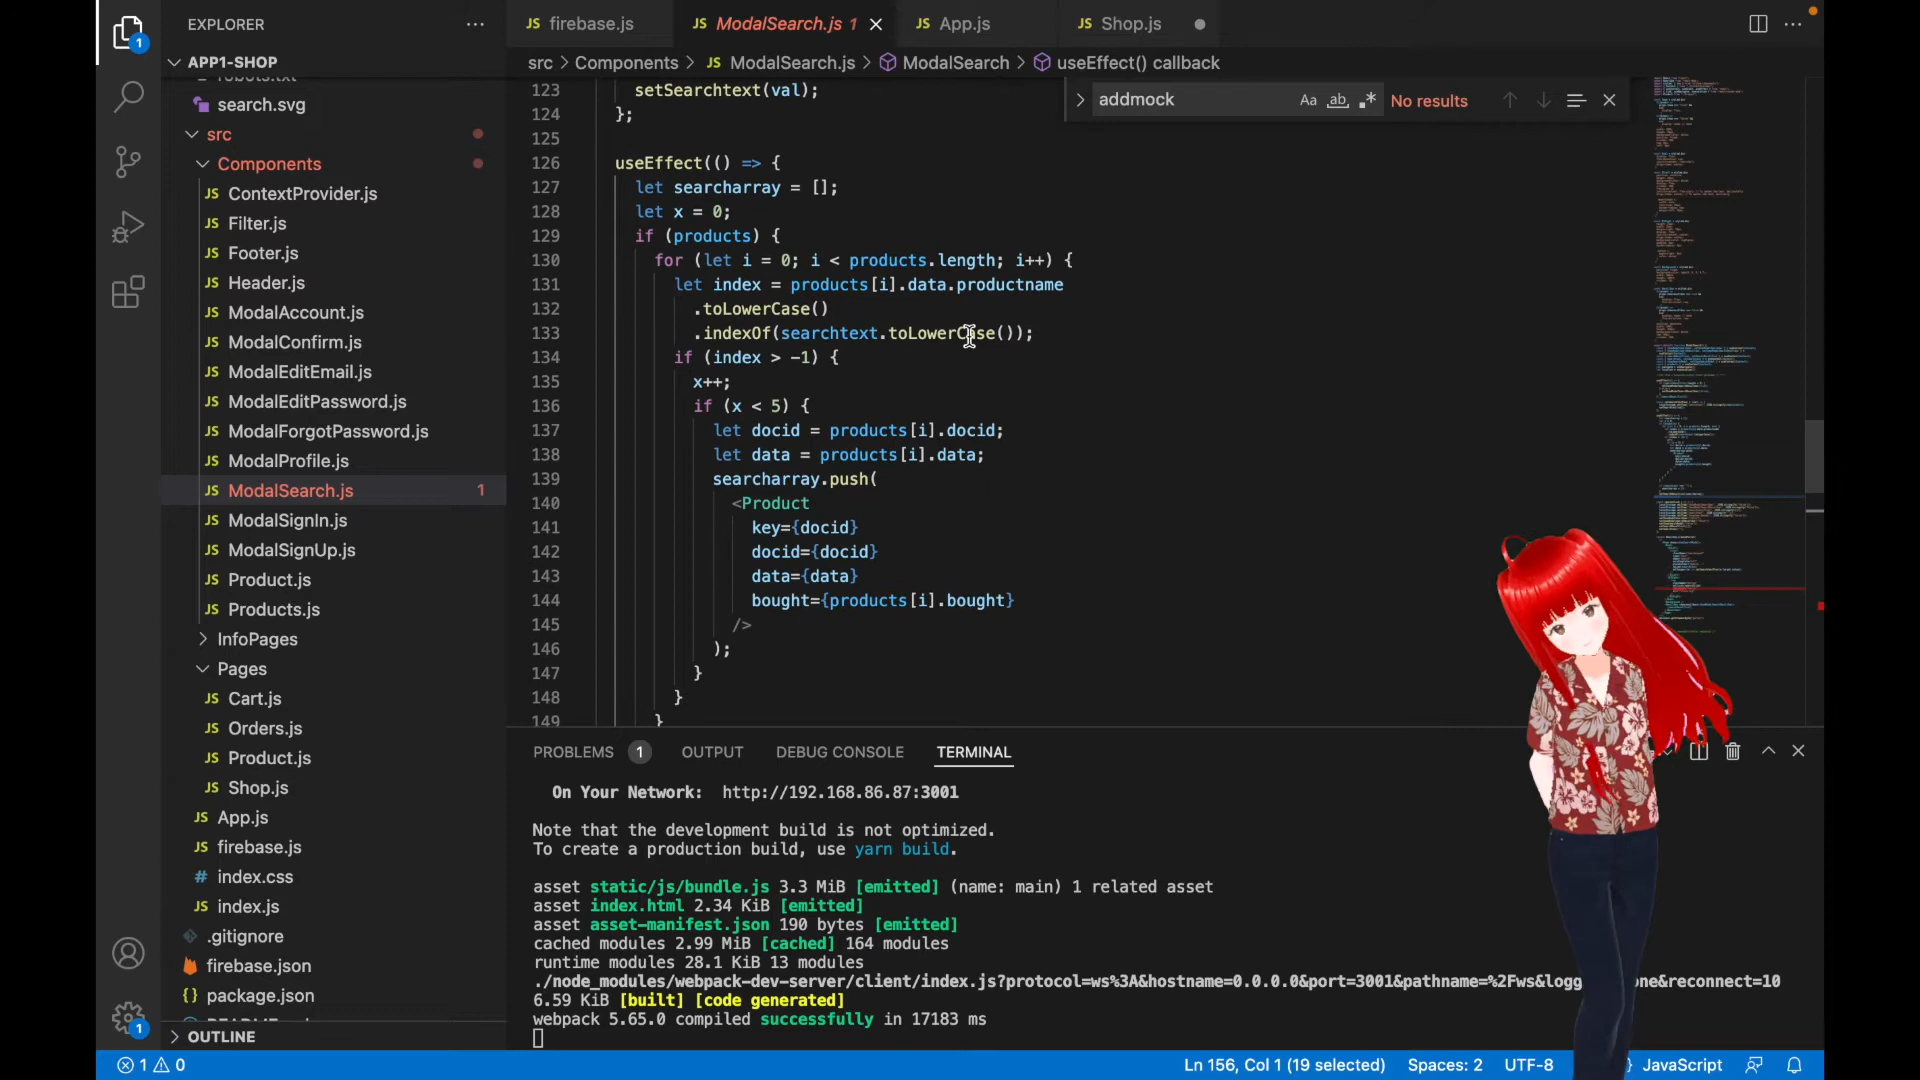 EXPLORER
firebase.js
ModalSearch.js 1
App.js
Shop.js
APP1-SHOP
src > Components > JS ModalSearch.js > ModalSearch > useEffect() callback
robots.txt
search.svg
src
Components
JS ContextProvider.js
JS Filter.js
JS Footer.js
JS Header.js
JS ModalAccount.js
JS ModalConfirm.js
JS ModalEditEmail.js
JS ModalEditPassword.js
JS ModalForgotPassword.js
JS ModalProfile.js
JS ModalSearch.js 1
JS ModalSignIn.js
JS ModalSignUp.js
JS Product.js
JS Products.js
InfoPages
Pages
JS Cart.js
JS Orders.js
JS Product.js
JS Shop.js
JS App.js
JS firebase.js
# index.css
JS index.js
.gitignore
firebase.json
{} package.json
OUTLINE
addmock Aa ab No results
123 setSearchtext(val);
124 };
125
126 useEffect(() => {
127 let searcharray = [];
128 let x = 0;
129 if (products) {
130 for (let i = 0; i < products.length; i++) {
131 let index = products[i].data.productname
132 .toLowerCase()
133 .indexOf(searchtext.toLowerCase());
134 if (index > -1) {
135 x++;
136 if (x < 5) {
137 let docid = products[i].docid;
138 let data = products[i].data;
139 searcharray.push(
140 <Product
141 key={docid}
142 docid={docid}
143 data={data}
144 bought={products[i].bought}
145 />
146 );
147 }
148 }
149 }
PROBLEMS 1 OUTPUT DEBUG CONSOLE TERMINAL
On Your Network: http://192.168.86.87:3001
Note that the development build is not optimized.
To create a production build, use yarn build.
asset static/js/bundle.js 3.3 MiB [emitted] (name: main) 1 related asset
asset index.html 2.34 KiB [emitted]
asset asset-manifest.json 190 bytes [emitted]
cached modules 2.99 MiB [cached] 164 modules
runtime modules 28.1 KiB 13 modules
./node_modules/webpack-dev-server/client/index.js?protocol=ws%3A&hostname=0.0.0.0&port=3001&pathname=%2Fws&logg one&reconnect=10
6.59 KiB [built] [code generated]
webpack 5.65.0 compiled successfully in 17183 ms
1 0
Ln 156, Col 1 (19 selected) Spaces: 2 UTF-8 } JavaScript